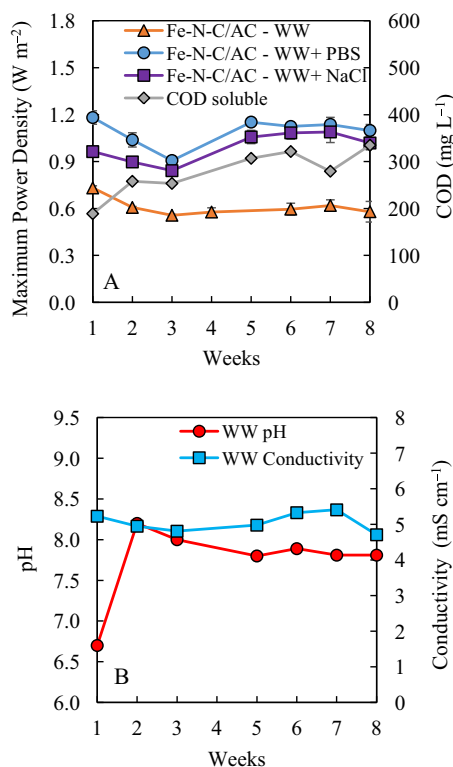 Fe-N-C/AC - WW
Fe-N-C/AC - WW+ PBS
Fe-N-C/AC - WW+ NaCl
COD soluble
Maximum Power Density (W m⁻²)
1.8
1.5
1.2
0.9
0.6
0.3
0.0
600
500
400
300
200
100
0
COD (mg L⁻¹)
A
1 2 3 4 5 6 7 8
Weeks
WW pH
WW Conductivity
pH
9.5
9.0
8.5
8.0
7.5
7.0
6.5
6.0
8
7
6
5
4
3
2
1
0
Conductivity (mS cm⁻¹)
B
1 2 3 4 5 6 7 8
Weeks